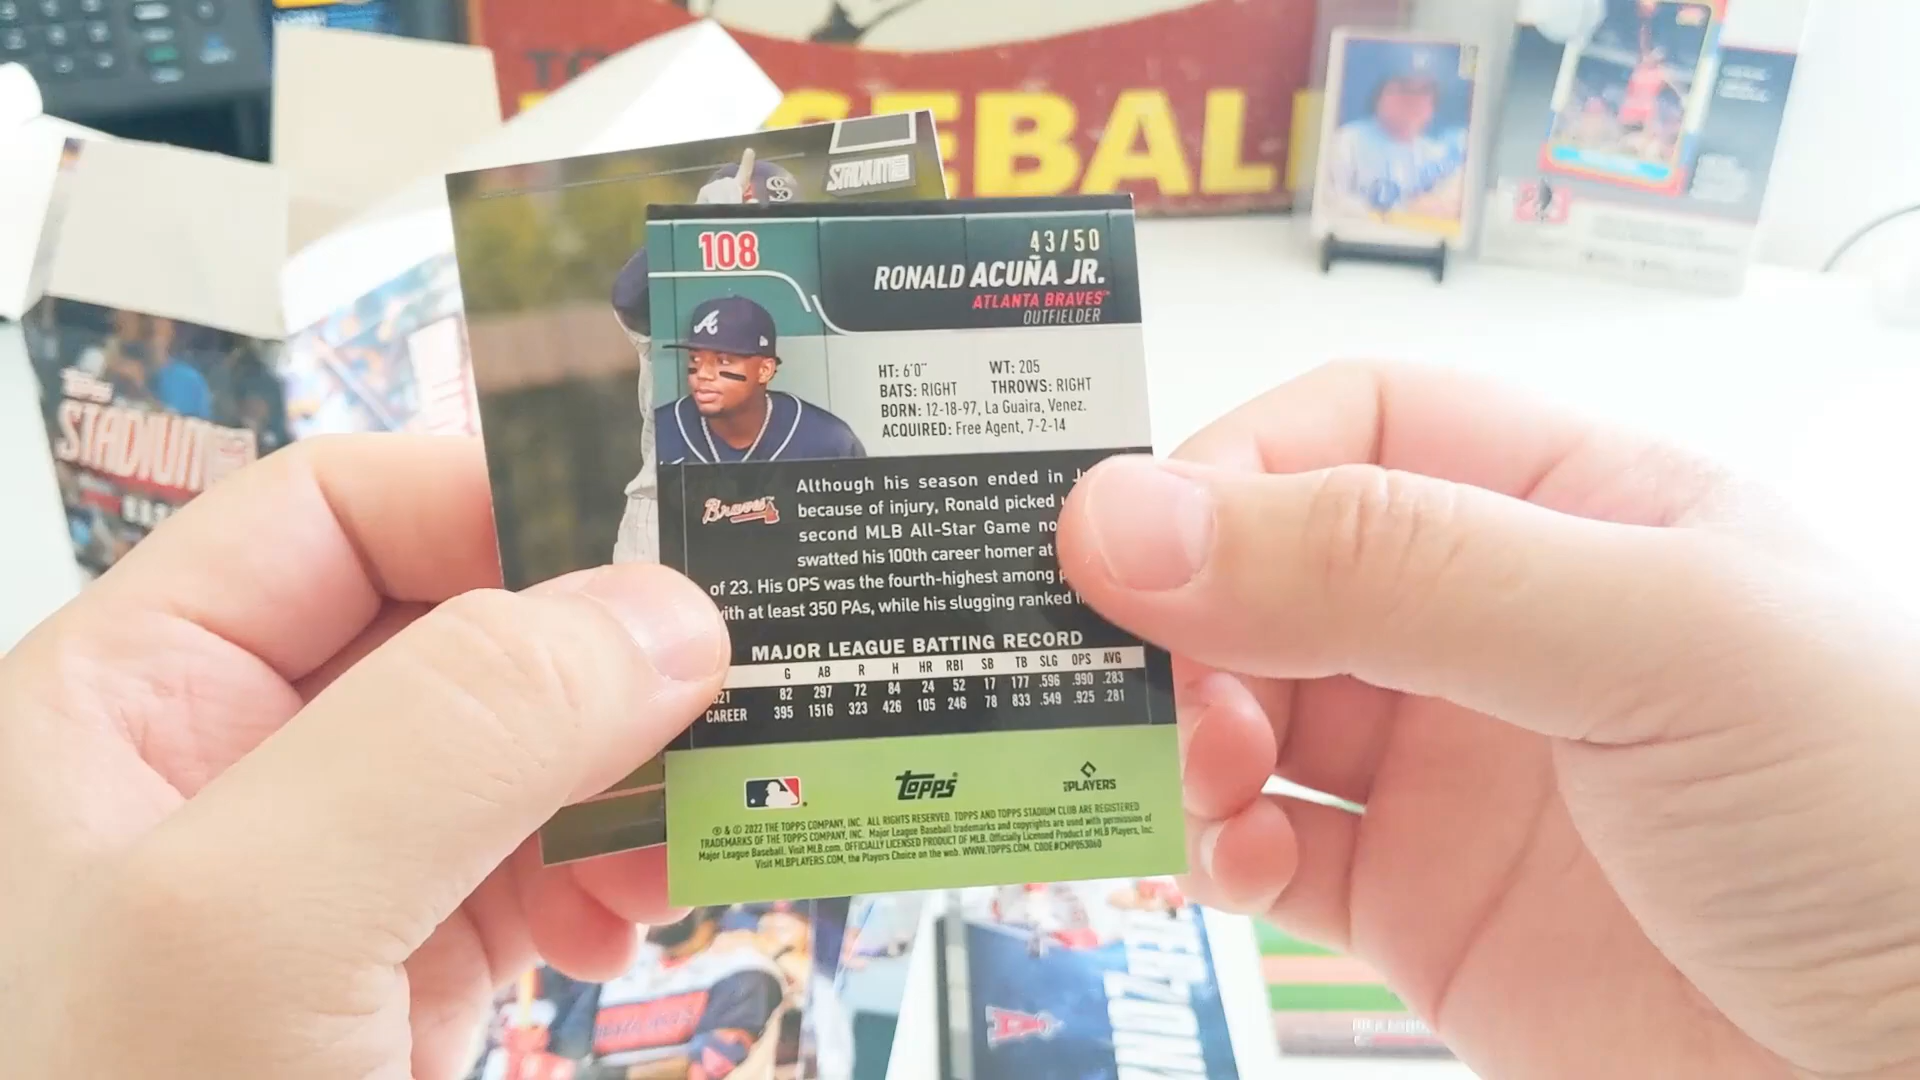 BASEBALL
STADIUM
108
43/50
RONALD ACUÑA JR.
ATLANTA BRAVES™
OUTFIELDER
HT: 6'0" WT: 205
BATS: RIGHT THROWS: RIGHT
BORN: 12-18-97, La Guaira, Venez.
ACQUIRED: Free Agent, 7-2-14
Braves
Although his season ended in
because of injury, Ronald picked
second MLB All-Star Game
swatted his 100th career homer at
of 23. His OPS was the fourth-highest among
with at least 350 PAs, while his slugging ranked
MAJOR LEAGUE BATTING RECORD
G AB R H HR RBI SB TB SLG OPS AVG
21 82 297 72 84 24 52 17 177 .596 .990 .283
CAREER 395 1516 323 426 105 246 78 833 .549 .925 .281
topps® PLAYERS
® & © 2022 THE TOPPS COMPANY, INC. ALL RIGHTS RESERVED. TOPPS AND TOPPS STADIUM CLUB ARE REGISTERED
TRADEMARKS OF THE TOPPS COMPANY, INC. Major League Baseball trademarks and copyrights are used with permission of
Major League Baseball. Visit MLB.com. OFFICIALLY LICENSED PRODUCT OF MLB Players, Inc.
Visit MLBPLAYERS.COM, the Players Choice on the web. WWW.TOPPS.COM. CODE#CMP053060
topps
STADIUM